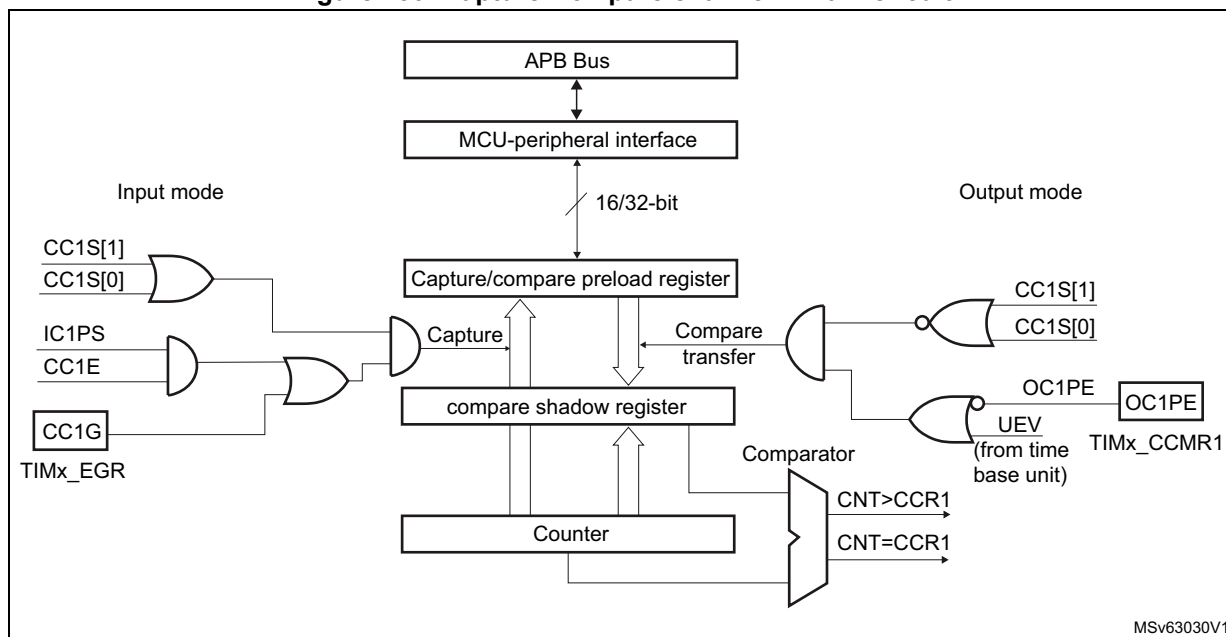 APB Bus
MCU-peripheral interface
Input mode
16/32-bit
Output mode
CC1S[1]
CC1S[0]
Capture/compare preload register
CC1S[1]
CC1S[0]
IC1PS
CC1E
Capture
Compare
transfer
CC1G
TIMx_EGR
compare shadow register
OC1PE
OC1PE
UEV
(from time
base unit)
TIMx_CCMR1
Comparator
CNT>CCR1
Counter
CNT=CCR1
MSv63030V1